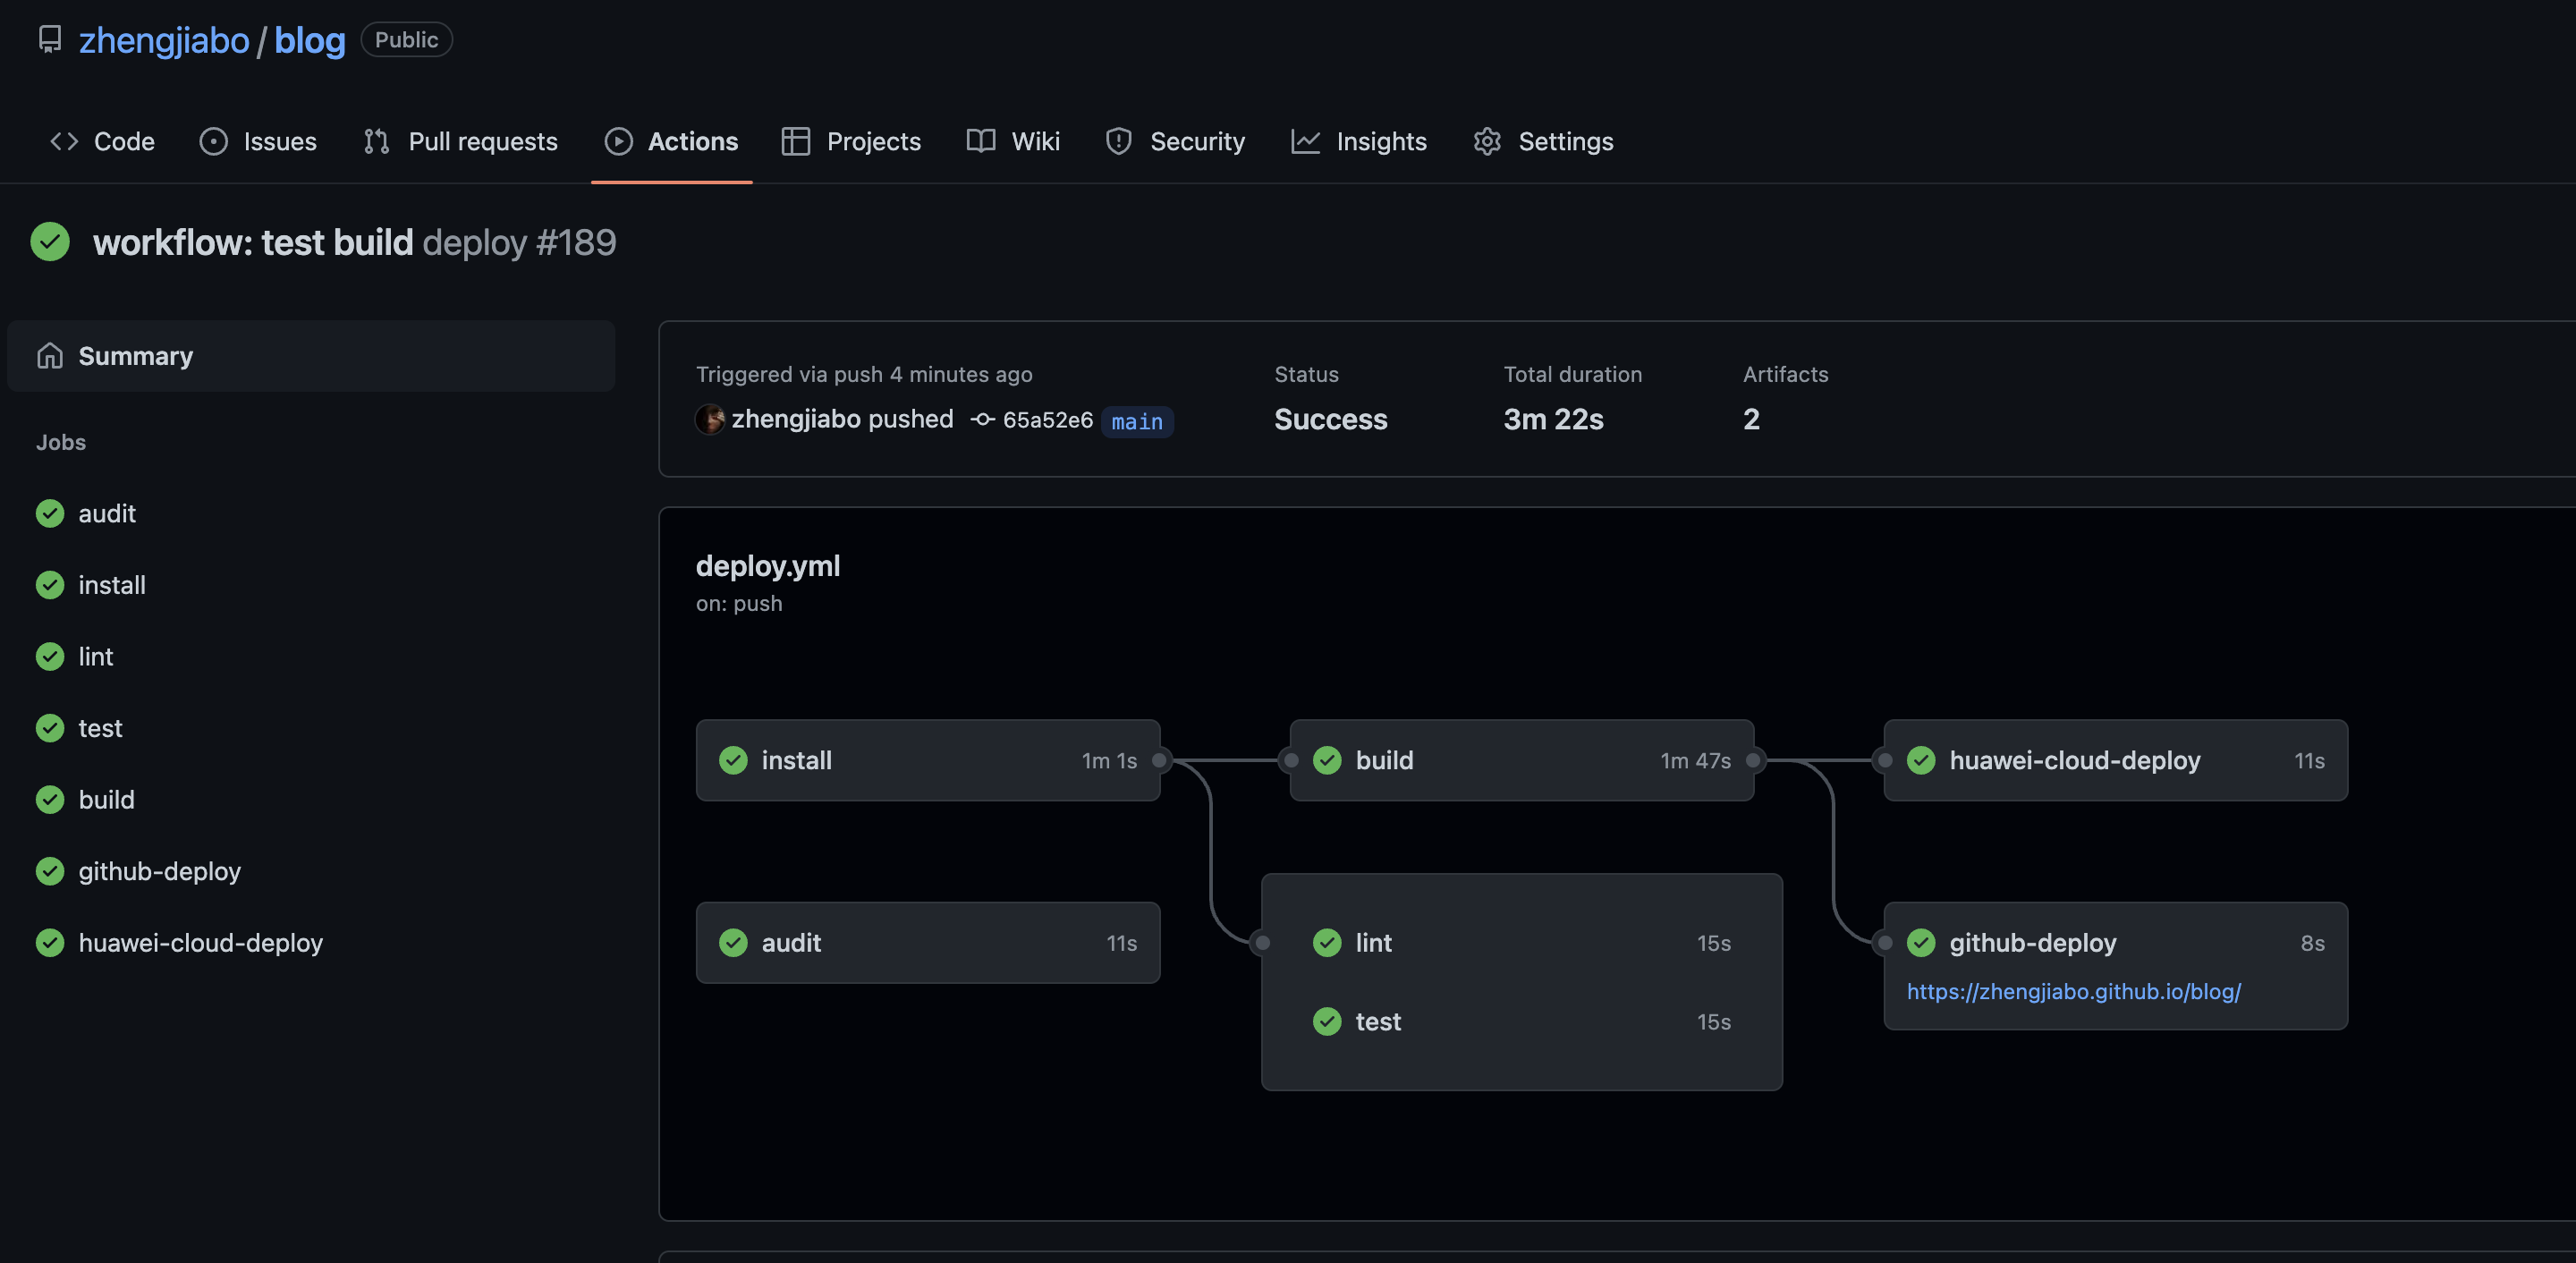 zhengjiabo / blog Public
Code Issues Pull requests Actions Projects Wiki Security Insights Settings
workflow: test build deploy #189
Summary
Jobs
audit
install
lint
test
build
github-deploy
huawei-cloud-deploy
Triggered via push 4 minutes ago
zhengjiabo pushed 65a52e6 main
Status
Success
Total duration
3m 22s
Artifacts
2
deploy.yml
on: push
install 1m 1s
build 1m 47s
huawei-cloud-deploy 11s
audit 11s
lint 15s
test 15s
github-deploy 8s
https://zhengjiabo.github.io/blog/